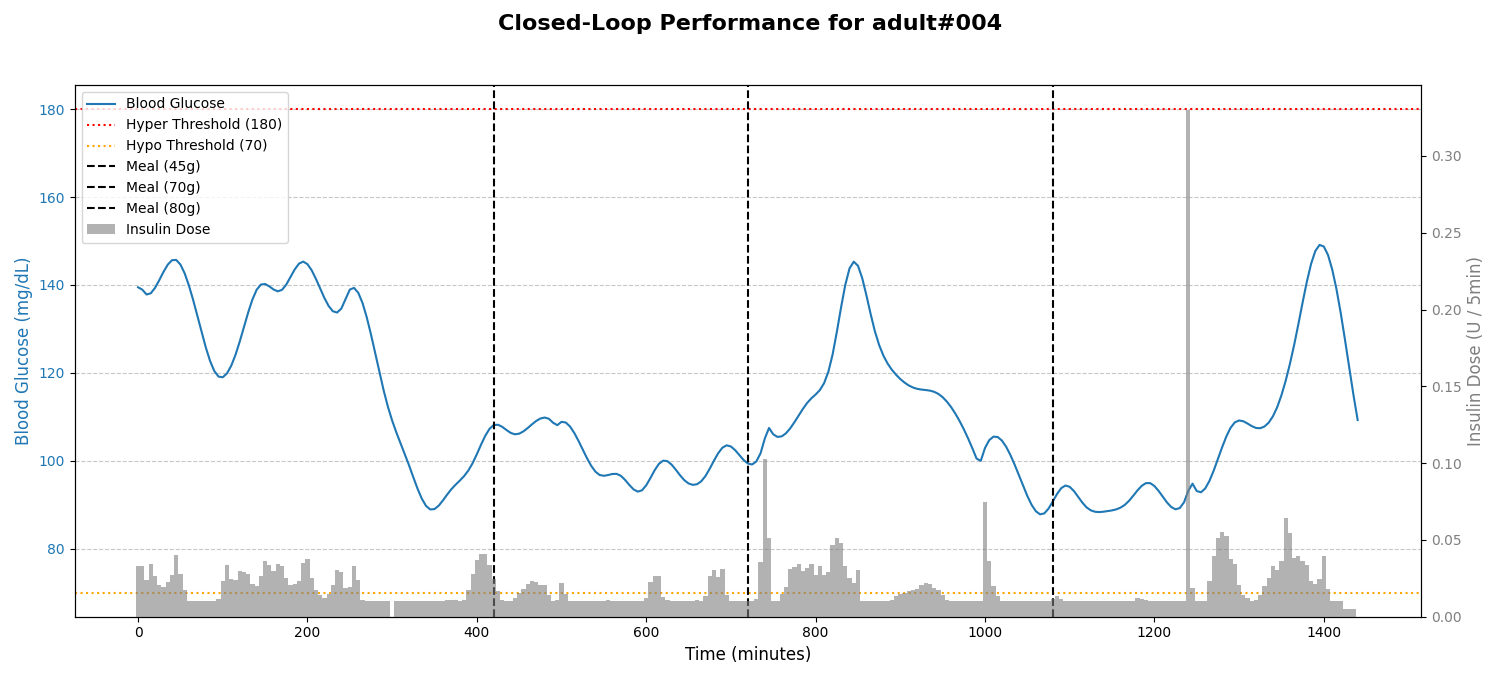 Closed-Loop Performance for adult#004
Blood Glucose
Hyper Threshold (180)
Hypo Threshold (70)
Meal (45g)
Meal (70g)
Meal (80g)
Insulin Dose
Blood Glucose (mg/dL)
180
160
140
120
100
80
0.30
0.25
0.20
0.15
0.10
0.05
0.00
Insulin Dose (U / 5min)
0 200 400 600 800 1000 1200 1400
Time (minutes)